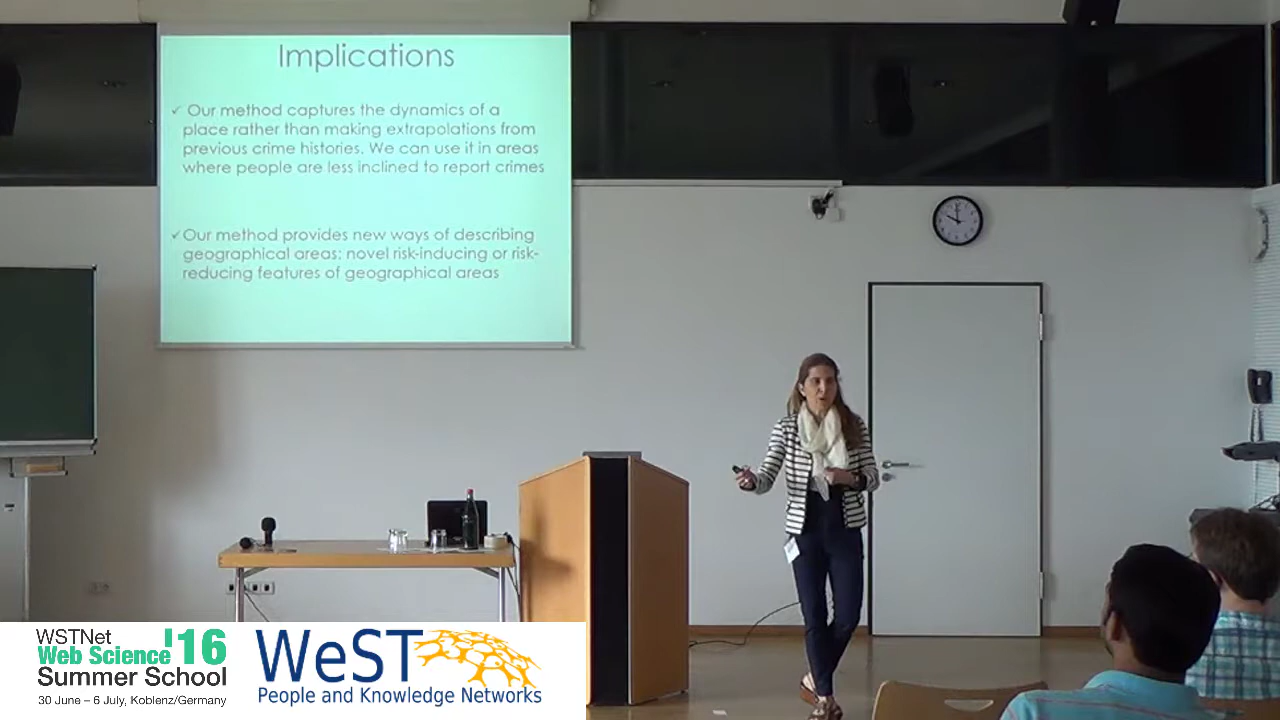 Implications
✓ Our method captures the dynamics of a
place rather than making extrapolations from
previous crime histories. We can use it in areas
where people are less inclined to report crimes
✓ Our method provides new ways of describing
geographical areas: novel risk-inducing or risk-
reducing features of geographical areas
WSTNet
Web Science '16
Summer School
30 June – 6 July, Koblenz/Germany
WeST
People and Knowledge Networks